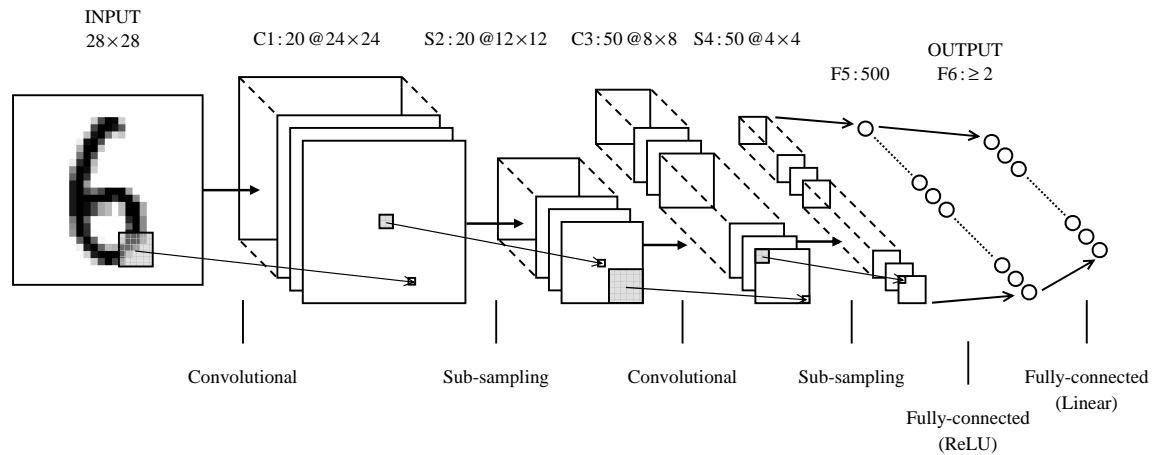 INPUT
28×28
C1:20@24×24
S2:20@12×12
C3:50@8×8
S4:50@4×4
F5:500
OUTPUT
F6:≥2
Convolutional
Sub-sampling
Convolutional
Sub-sampling
Fully-connected
(ReLU)
Fully-connected
(Linear)
6